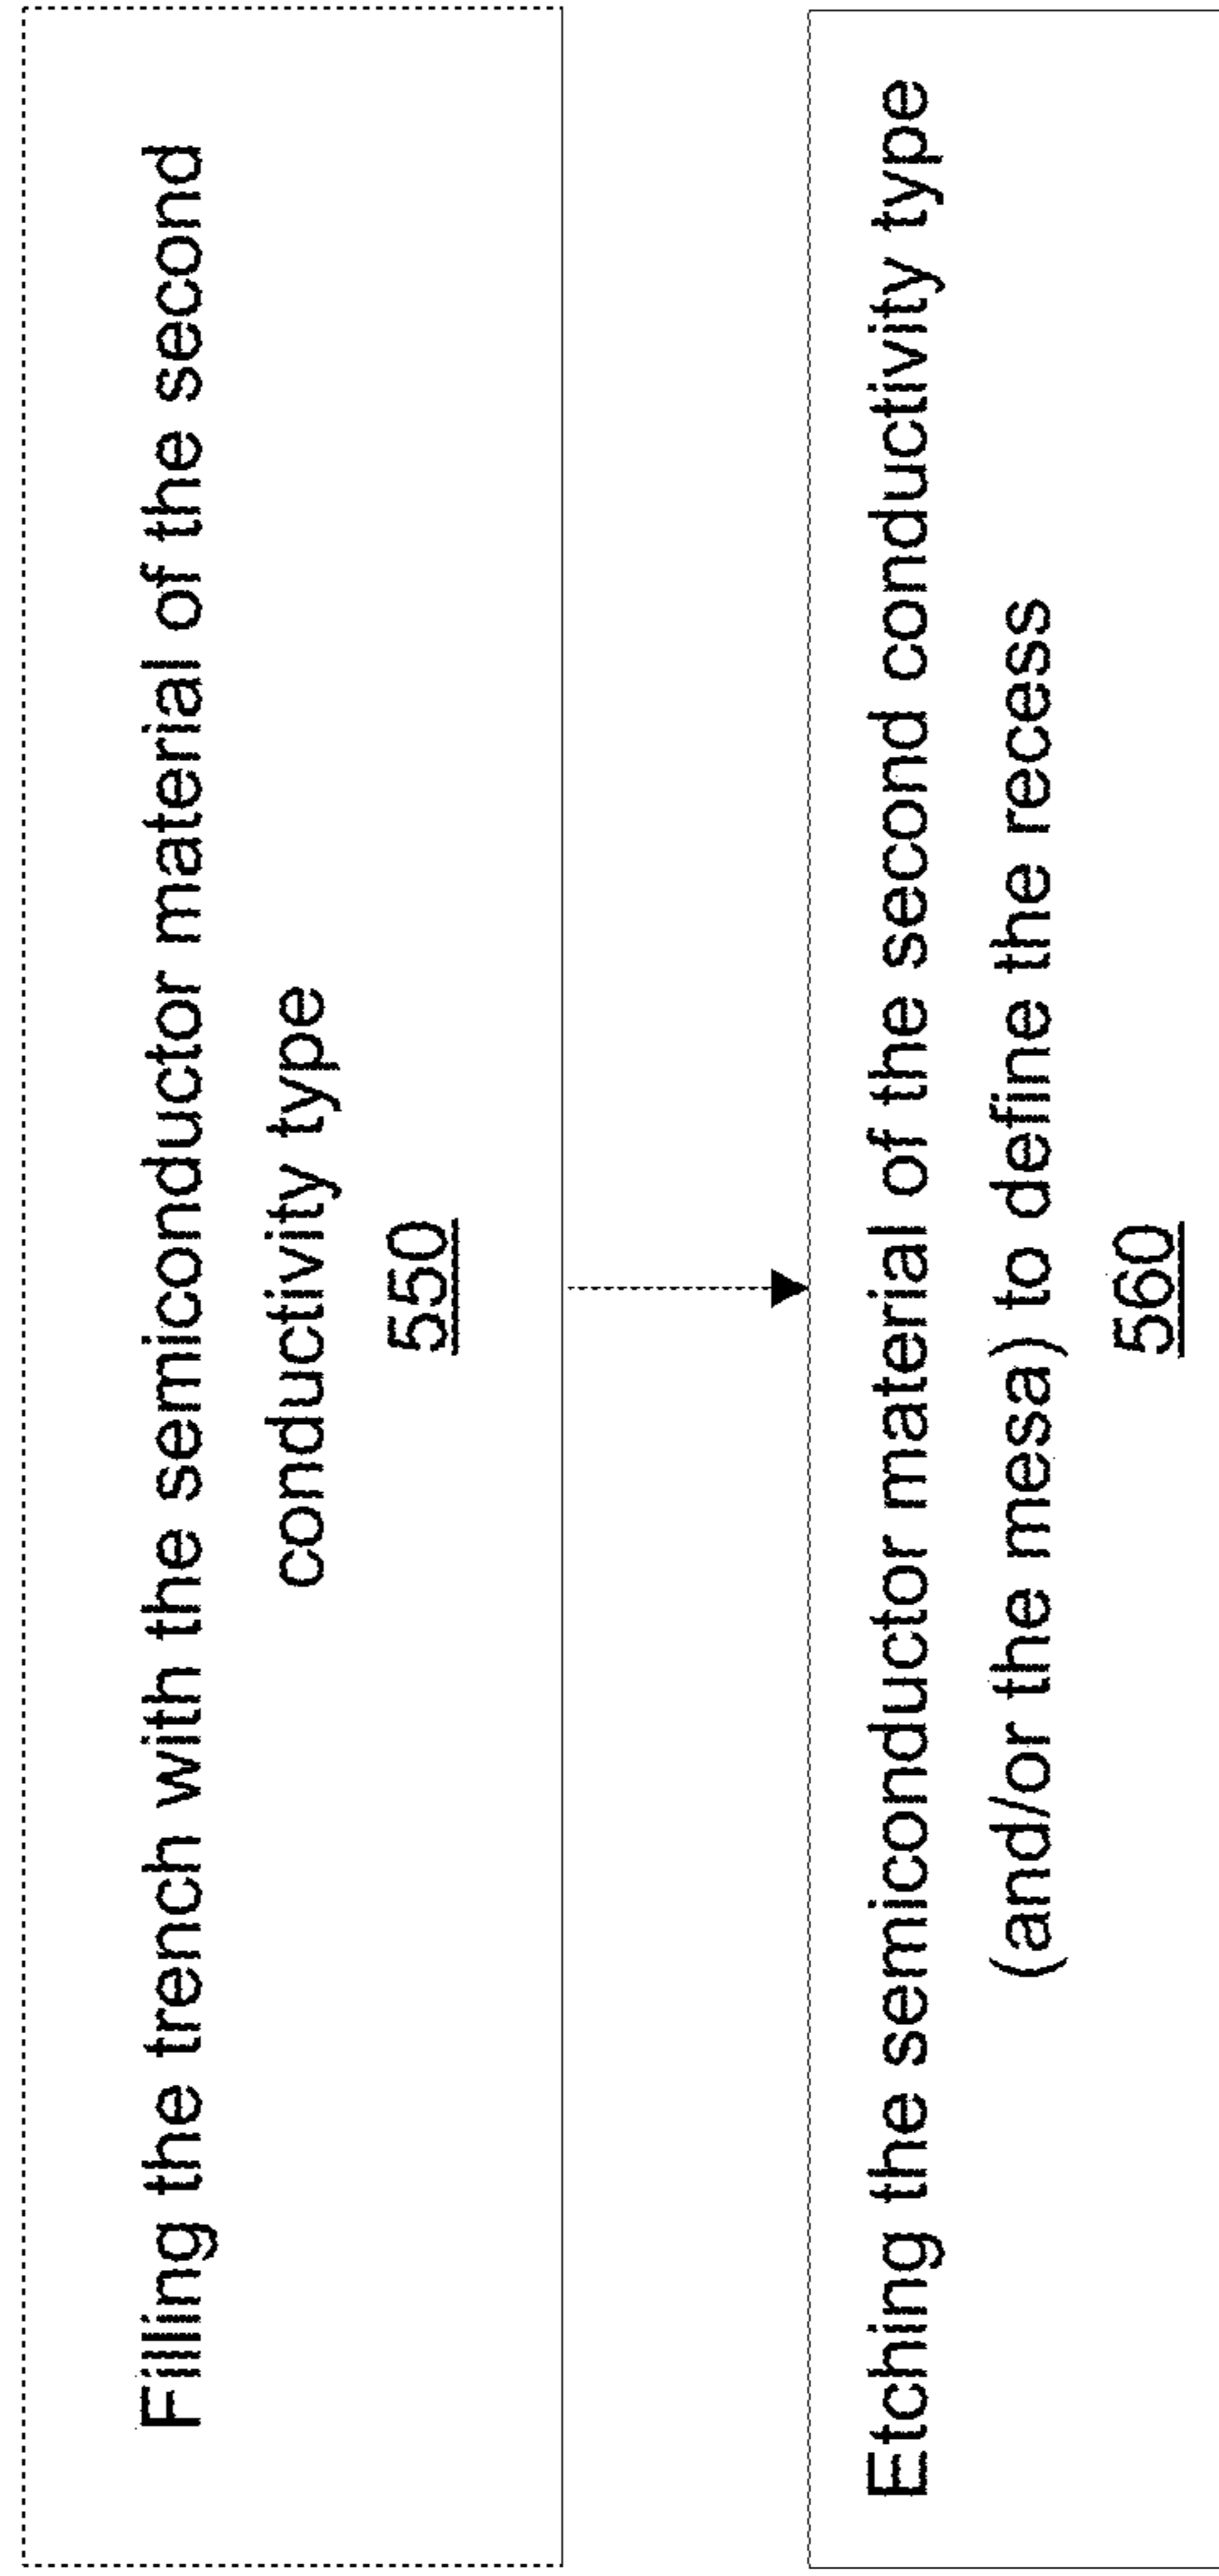 Filling the trench with the semiconductor material of the second
conductivity type
550
Etching the semiconductor material of the second conductivity type
(and/or the mesa) to define the recess
560